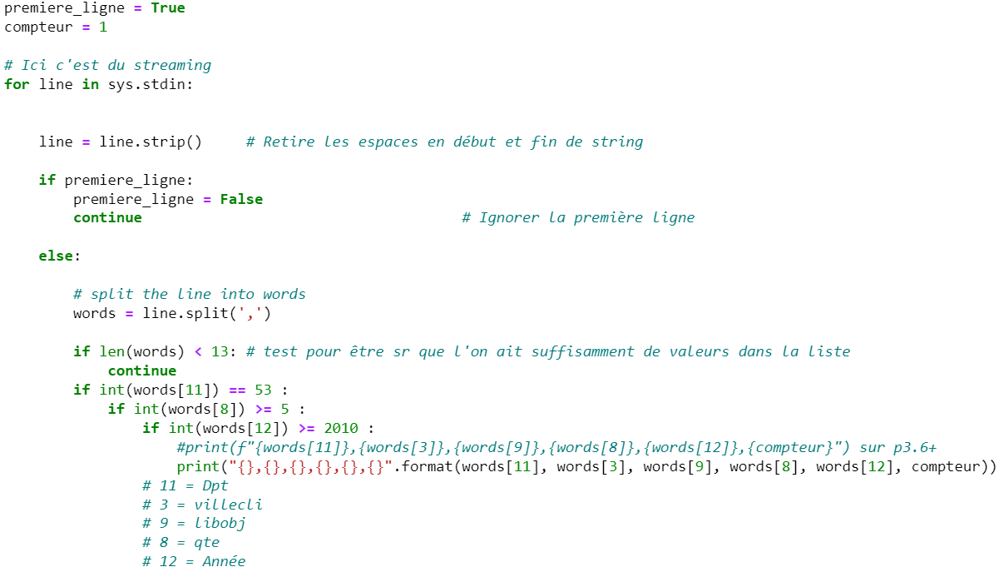 premiere_ligne = True
compteur = 1
# Ici c'est du streaming
for line in sys.stdin:
    line = line.strip()     # Retire les espaces en début et fin de string
    if premiere_ligne:
        premiere_ligne = False
        continue                                     # Ignorer la première ligne
    else:
        # split the line into words
        words = line.split(',')
        if len(words) < 13: # test pour être sr que l'on ait suffisamment de valeurs dans la liste
            continue
        if int(words[11]) == 53 :
            if int(words[8]) >= 5 :
                if int(words[12]) >= 2010 :
                    #print(f"{words[11]},{words[3]},{words[9]},{words[8]},{words[12]},{compteur}") sur p3.6+
                    print("{},{},{},{},{},{}".format(words[11], words[3], words[9], words[8], words[12], compteur))
                # 11 = Dpt
                # 3 = villecli
                # 9 = libobj
                # 8 = qte
                # 12 = Année